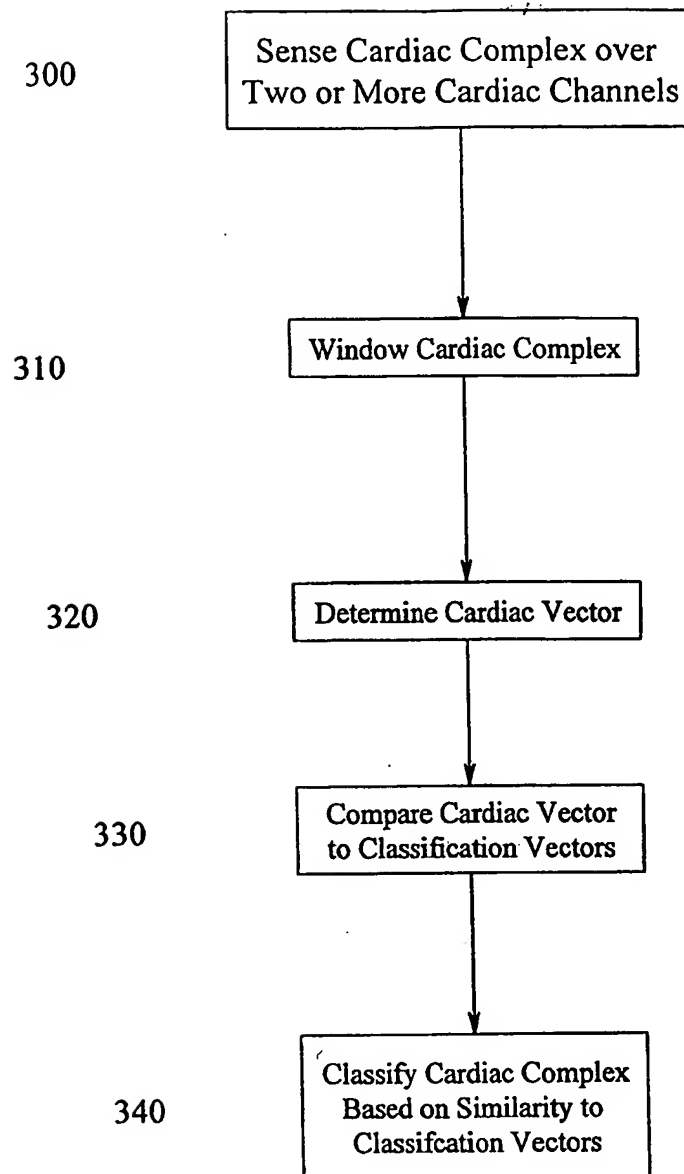 300
Sense Cardiac Complex over
Two or More Cardiac Channels
310
Window Cardiac Complex
320
Determine Cardiac Vector
330
Compare Cardiac Vector
to Classification Vectors
340
Classify Cardiac Complex
Based on Similarity to
Classifcation Vectors